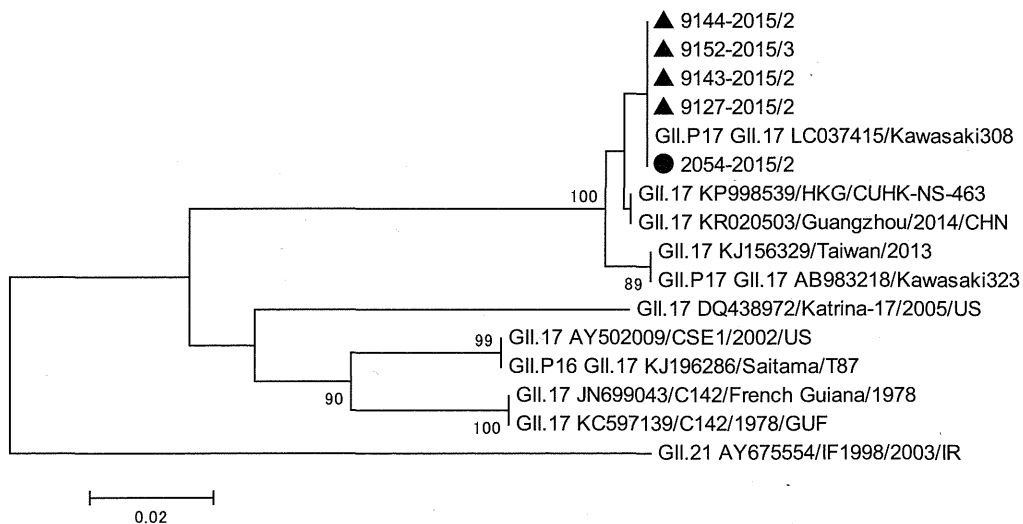 ▲ 9144-2015/2
▲ 9152-2015/3
▲ 9143-2015/2
▲ 9127-2015/2
GII.P17 GII.17 LC037415/Kawasaki308
● 2054-2015/2
100
GII.17 KP998539/HKG/CUHK-NS-463
GII.17 KR020503/Guangzhou/2014/CHN
GII.17 KJ156329/Taiwan/2013
89
GII.P17 GII.17 AB983218/Kawasaki323
GII.17 DQ438972/Katrina-17/2005/US
99
GII.17 AY502009/CSE1/2002/US
GII.P16 GII.17 KJ196286/Saitama/T87
90
GII.17 JN699043/C142/French Guiana/1978
100
GII.17 KC597139/C142/1978/GUF
GII.21 AY675554/IF1998/2003/IR
0.02